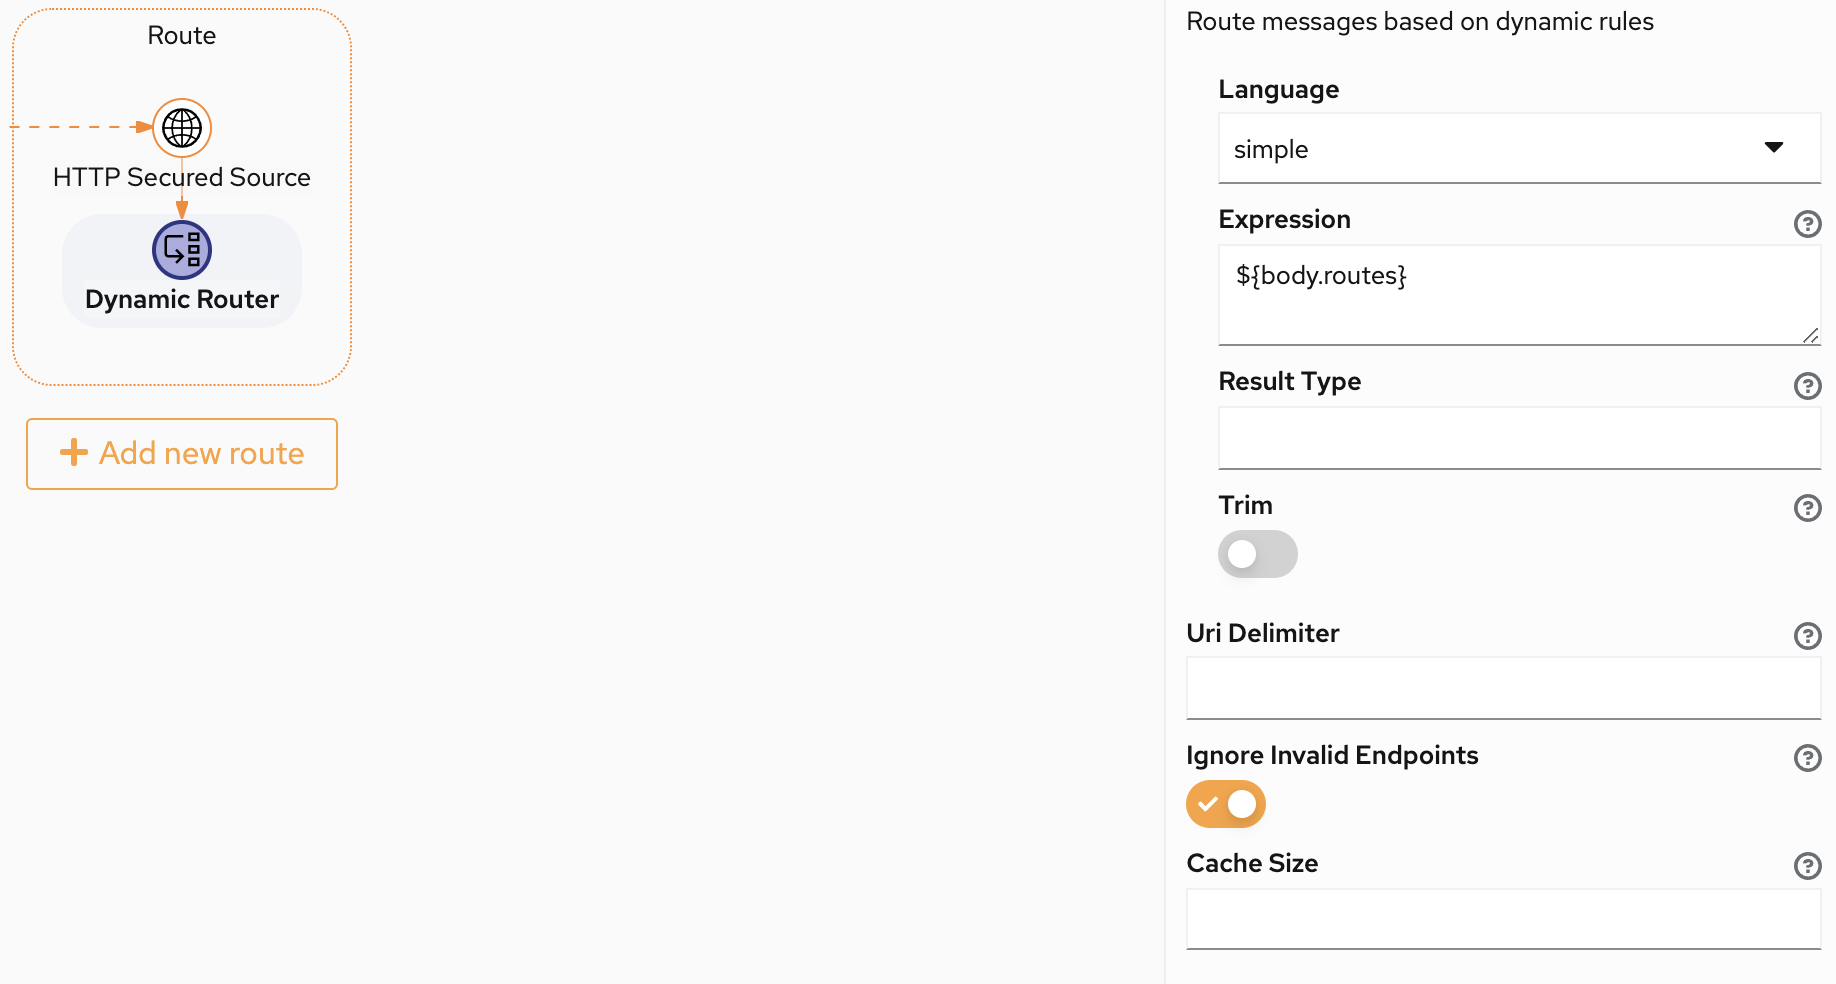 Route
HTTP Secured Source
Dynamic Router
Add new route
Route messages based on dynamic rules
Language
simple
Expression
${body.routes}
Result Type
Trim
Uri Delimiter
Ignore Invalid Endpoints
Cache Size